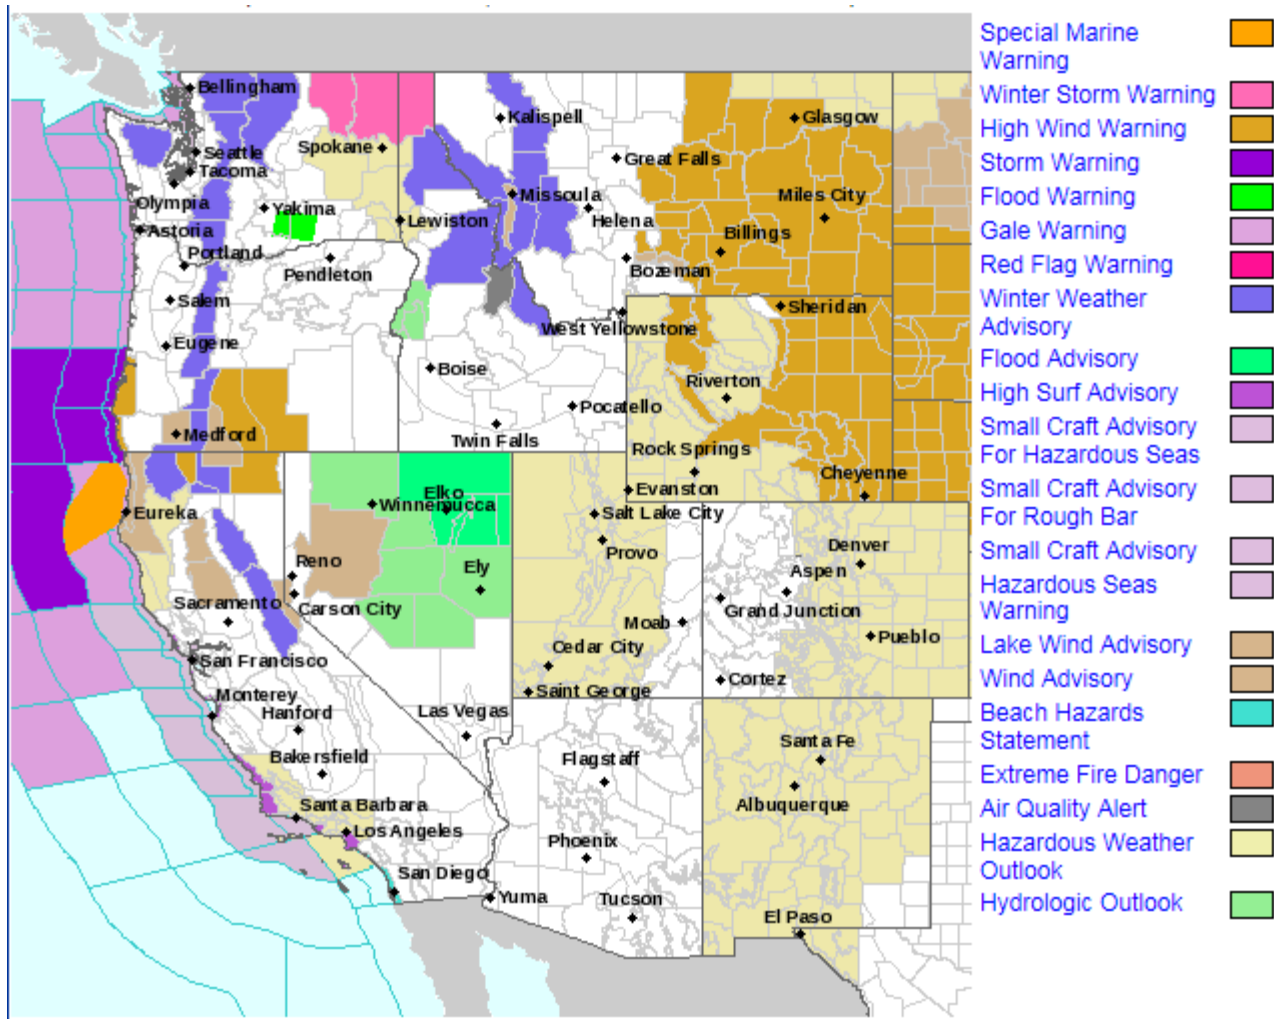 Bellingham
Kalispell
Glasgow
Spokane
Seattle
Great Falls
Tacoma
Missoula
Miles City
Olympia
Yakima
Lewiston
Helena
Astoria
Billings
Portland
Pendleton
Bozeman
Salem
Sheridan
West Yellowstone
Eugene
Boise
Riverton
Pocatello
Medford
Twin Falls
Rock Springs
Cheyenne
Elko
Evanston
Winnemucca
Eureka
Salt Lake City
Provo
Denver
Reno
Ely
Aspen
Sacramento
Carson City
Grand Junction
Moab
Pueblo
Cedar City
San Francisco
Cortez
Saint George
Monterey
Hanford
Las Vegas
Santa Fe
Bakersfield
Flagstaff
Albuquerque
Santa Barbara
Los Angeles
Phoenix
San Diego
Yuma
Tucson
El Paso
Special Marine
Warning
Winter Storm Warning
High Wind Warning
Storm Warning
Flood Warning
Gale Warning
Red Flag Warning
Winter Weather
Advisory
Flood Advisory
High Surf Advisory
Small Craft Advisory
For Hazardous Seas
Small Craft Advisory
For Rough Bar
Small Craft Advisory
Hazardous Seas
Warning
Lake Wind Advisory
Wind Advisory
Beach Hazards
Statement
Extreme Fire Danger
Air Quality Alert
Hazardous Weather
Outlook
Hydrologic Outlook